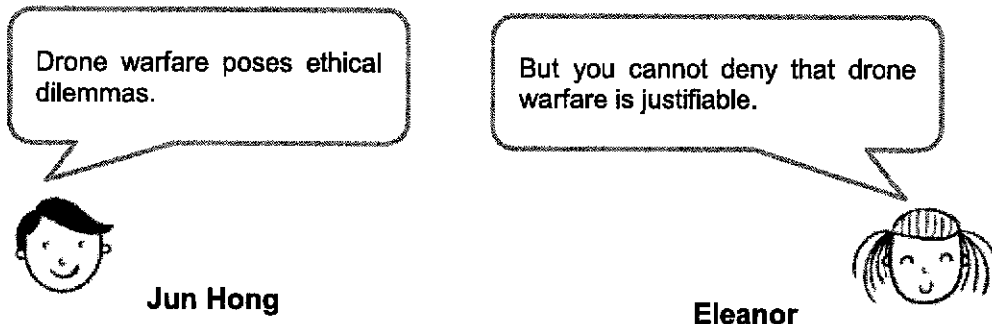 Drone warfare poses ethical
dilemmas.
But you cannot deny that drone
warfare is justifiable.
Jun Hong
Eleanor